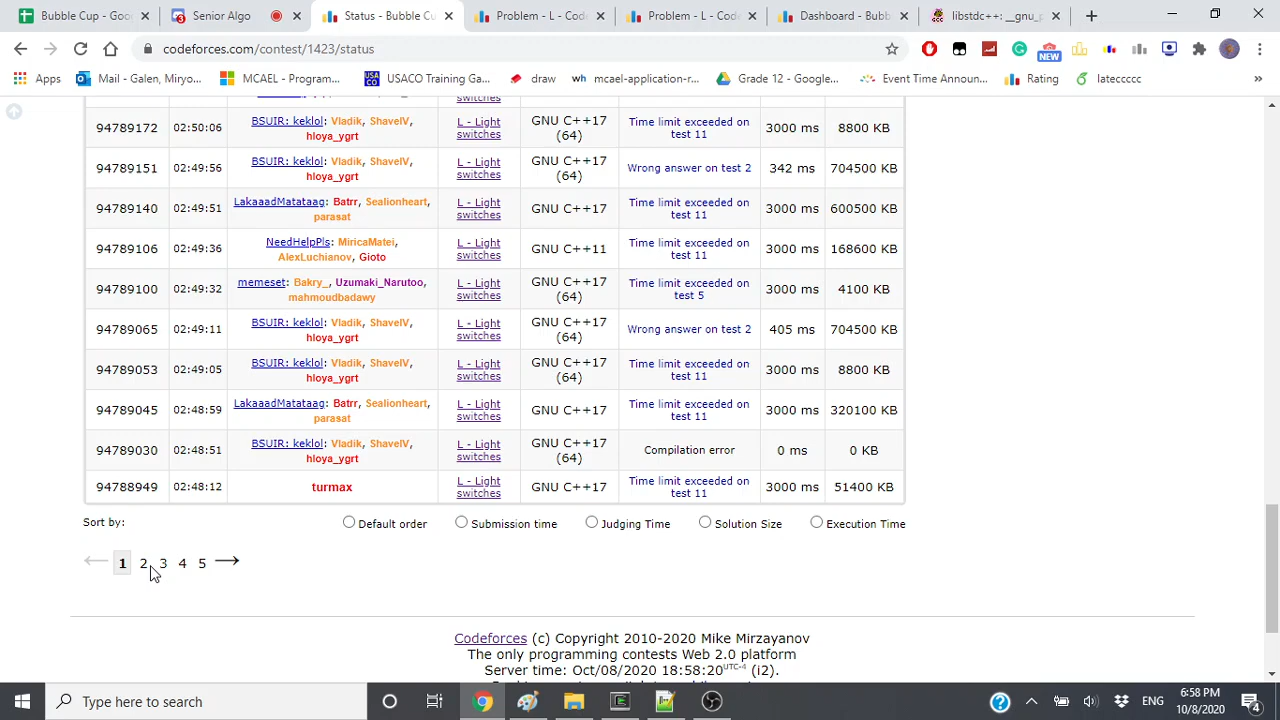 Bubble Cup - Goo
Senior Algo
Status - Bubble Cu
Problem - L - Cod
Problem - L - Cod
Dashboard - Bubb
libstdc++: __gnu_p
codeforces.com/contest/1423/status
NEW
Apps
Mail - Galen, Miryo...
MCAEL - Program...
USACO
USACO Training Ga...
draw
wh
mcael-application-r...
Grade 12 - Google...
Event Time Announ...
Rating
lateccccc
»
switches
94789172 02:50:06 BSUIR: keklol: Vladik, ShavelV, hloya_ygrt L - Light switches GNU C++17 (64) Time limit exceeded on test 11 3000 ms 8800 KB
94789151 02:49:56 BSUIR: keklol: Vladik, ShavelV, hloya_ygrt L - Light switches GNU C++17 (64) Wrong answer on test 2 342 ms 704500 KB
94789140 02:49:51 LakaaadMatataag: Batrr, Sealionheart, parasat L - Light switches GNU C++17 Time limit exceeded on test 11 3000 ms 600500 KB
94789106 02:49:36 NeedHelpPls: MiricaMatei, AlexLuchianov, Gioto L - Light switches GNU C++11 Time limit exceeded on test 11 3000 ms 168600 KB
94789100 02:49:32 memeset: Bakry_, Uzumaki_Narutoo, mahmoudbadawy L - Light switches GNU C++17 (64) Time limit exceeded on test 5 3000 ms 4100 KB
94789065 02:49:11 BSUIR: keklol: Vladik, ShavelV, hloya_ygrt L - Light switches GNU C++17 (64) Wrong answer on test 2 405 ms 704500 KB
94789053 02:49:05 BSUIR: keklol: Vladik, ShavelV, hloya_ygrt L - Light switches GNU C++17 (64) Time limit exceeded on test 11 3000 ms 8800 KB
94789045 02:48:59 LakaaadMatataag: Batrr, Sealionheart, parasat L - Light switches GNU C++17 Time limit exceeded on test 11 3000 ms 320100 KB
94789030 02:48:51 BSUIR: keklol: Vladik, ShavelV, hloya_ygrt L - Light switches GNU C++17 (64) Compilation error 0 ms 0 KB
94788949 02:48:12 turmax L - Light switches GNU C++17 Time limit exceeded on test 11 3000 ms 51400 KB
Sort by: Default order Submission time Judging Time Solution Size Execution Time
1 2 3 4 5
Codeforces (c) Copyright 2010-2020 Mike Mirzayanov
The only programming contests Web 2.0 platform
Server time: Oct/08/2020 18:58:20UTC-4 (i2).
Type here to search
ENG
6:58 PM
10/8/2020
4